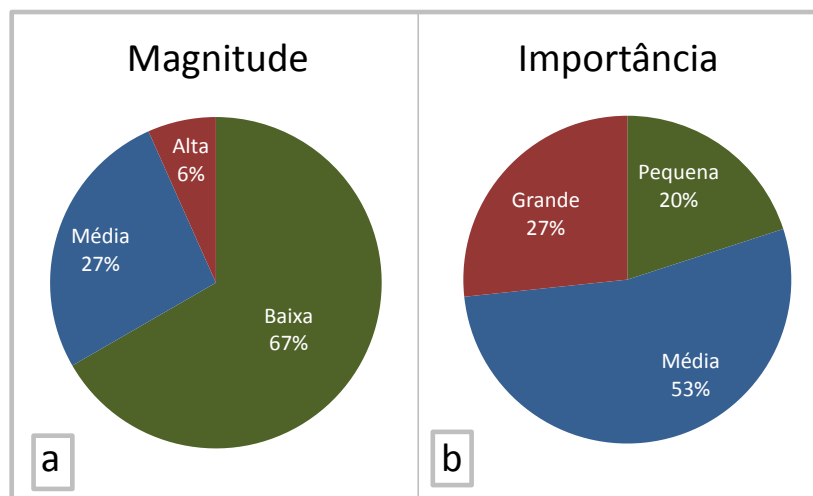 Magnitude
Alta
6%
Média
27%
Baixa
67%
a
Importância
Pequena
20%
Grande
27%
Média
53%
b